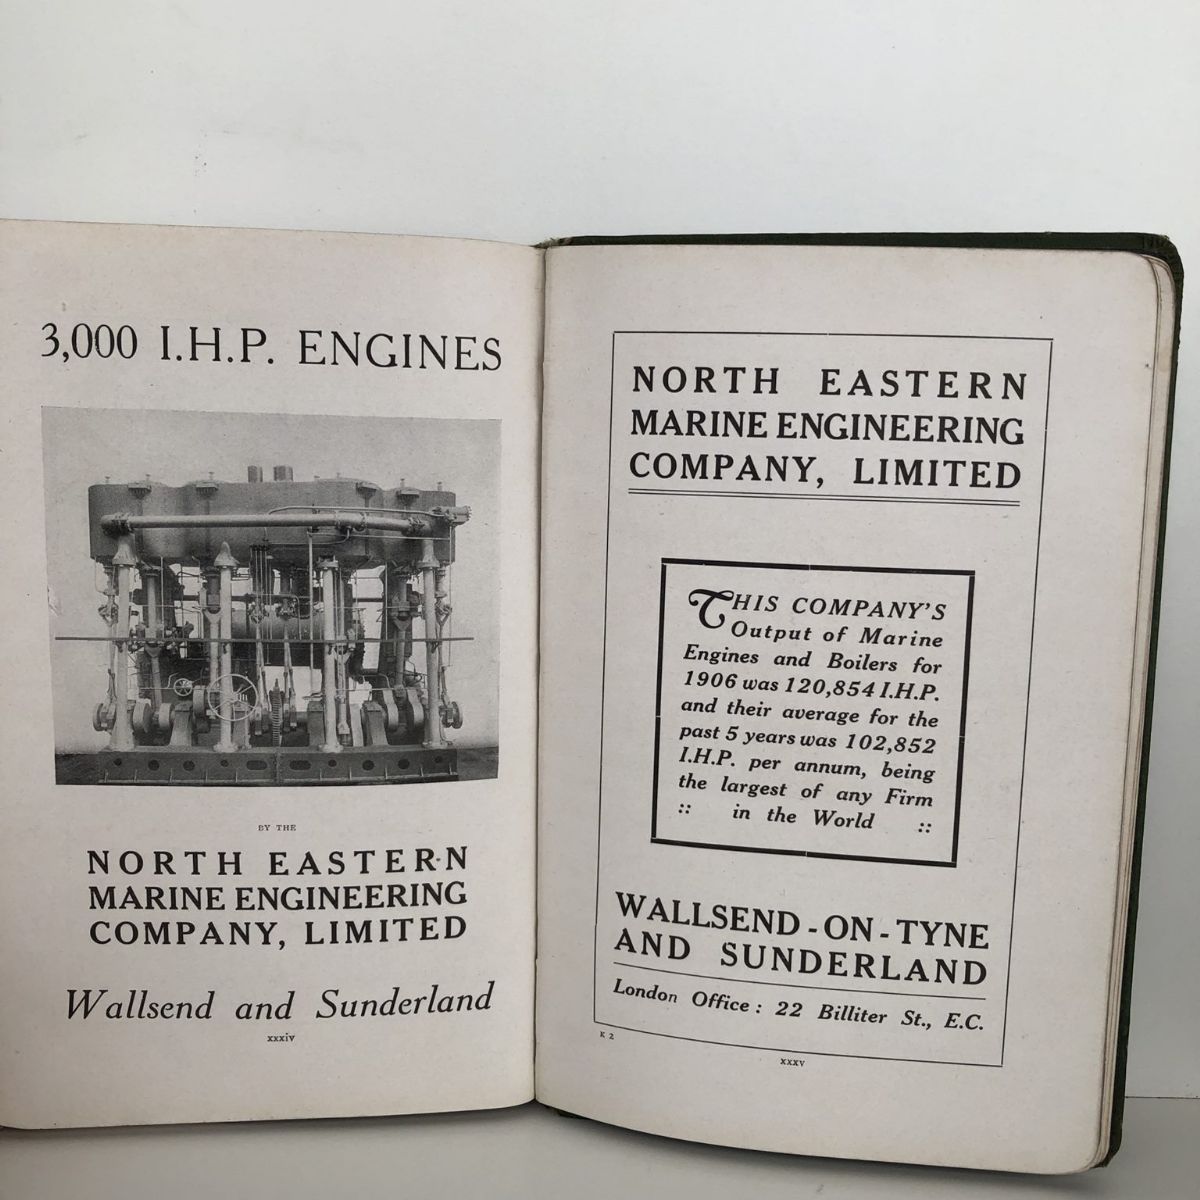 3,000 I.H.P. ENGINES
BY THE
NORTH EASTERN
MARINE ENGINEERING
COMPANY, LIMITED
Wallsend and Sunderland
xxxiv
NORTH EASTERN
MARINE ENGINEERING
COMPANY, LIMITED
THIS COMPANY'S
Output of Marine
Engines and Boilers for
1906 was 120,854 I.H.P.
and their average for the
past 5 years was 102,852
I.H.P. per annum, being
the largest of any Firm
:: in the World ::
WALLSEND-ON-TYNE
AND SUNDERLAND
London Office: 22 Billiter St., E.C.
K 2
xxxv